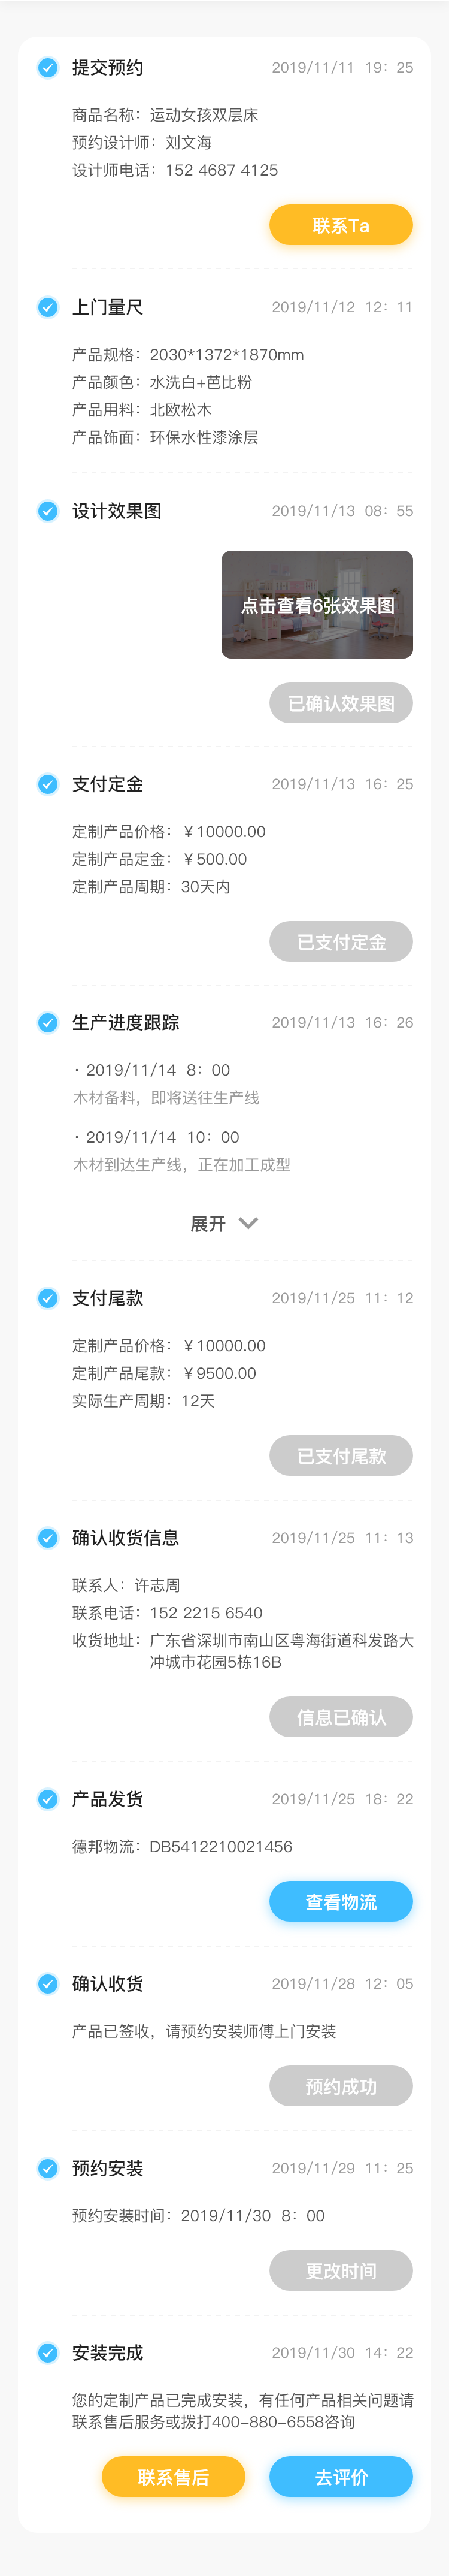 提交预约 2019/11/11 19：25
商品名称：运动女孩双层床
预约设计师：刘文海
设计师电话：152 4687 4125
联系Ta
上门量尺 2019/11/12 12：11
产品规格：2030*1372*1870mm
产品颜色：水洗白+芭比粉
产品用料：北欧松木
产品饰面：环保水性漆涂层
设计效果图 2019/11/13 08：55
点击查看6张效果图
已确认效果图
支付定金 2019/11/13 16：25
定制产品价格：￥10000.00
定制产品定金：￥500.00
定制产品周期：30天内
已支付定金
生产进度跟踪 2019/11/13 16：26
· 2019/11/14 8：00
木材备料，即将送往生产线
· 2019/11/14 10：00
木材到达生产线，正在加工成型
展开
支付尾款 2019/11/25 11：12
定制产品价格：￥10000.00
定制产品尾款：￥9500.00
实际生产周期：12天
已支付尾款
确认收货信息 2019/11/25 11：13
联系人：许志周
联系电话：152 2215 6540
收货地址：广东省深圳市南山区粤海街道科发路大
冲城市花园5栋16B
信息已确认
产品发货 2019/11/25 18：22
德邦物流：DB5412210021456
查看物流
确认收货 2019/11/28 12：05
产品已签收，请预约安装师傅上门安装
预约成功
预约安装 2019/11/29 11：25
预约安装时间：2019/11/30 8：00
更改时间
安装完成 2019/11/30 14：22
您的定制产品已完成安装，有任何产品相关问题请
联系售后服务或拨打400-880-6558咨询
联系售后 去评价